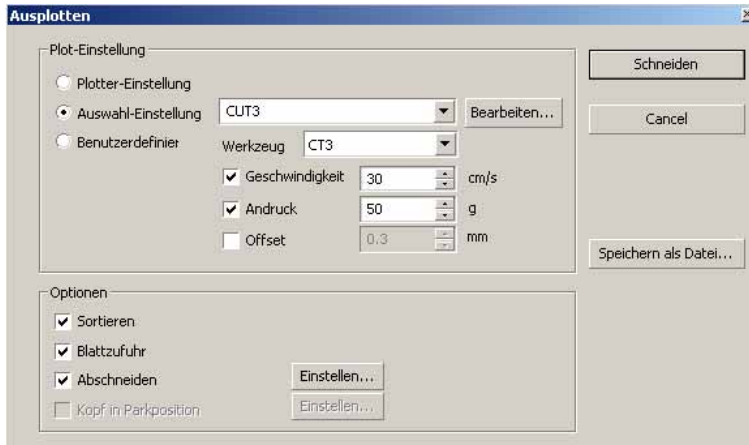 Ausplotten
Plot-Einstellung
Plotter-Einstellung
Auswahl-Einstellung CUT3 Bearbeiten...
Benutzerdefinier Werkzeug CT3
Geschwindigkeit 30 cm/s
Andruck 50 g
Offset 0.3 mm
Optionen
Sortieren
Blattzufuhr
Abschneiden Einstellen...
Kopf in Parkposition Einstellen...
Schneiden
Cancel
Speichern als Datei...